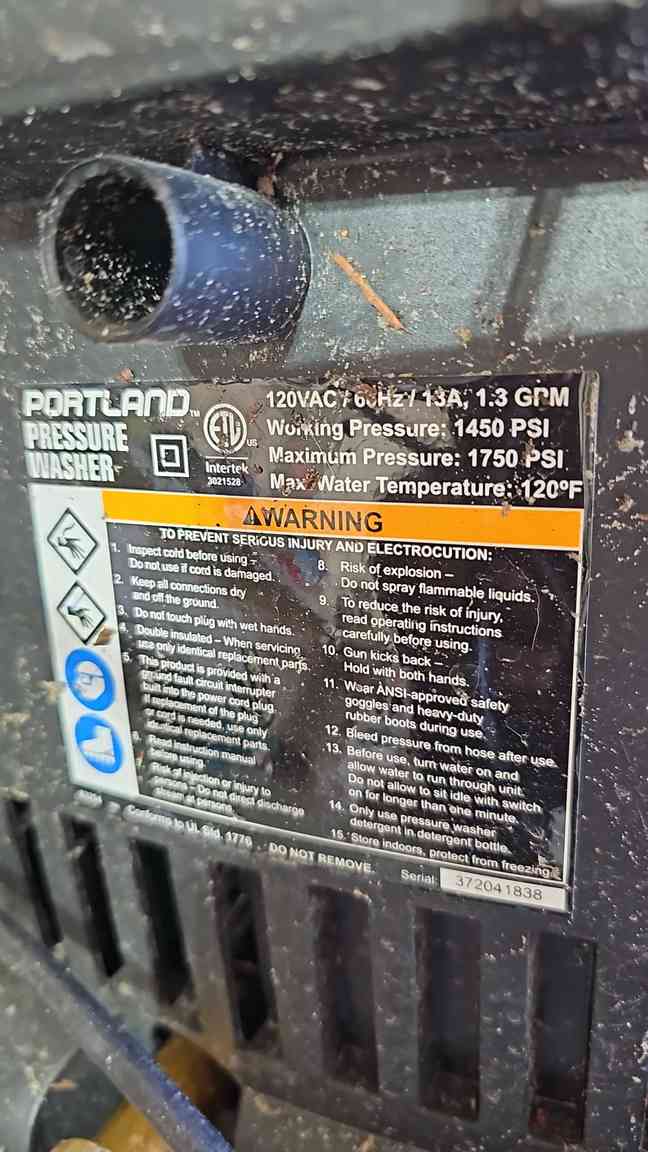 PORTLAND™
PRESSURE
WASHER
ETL
US
Intertek
3021528
120VAC / 60Hz / 13A, 1.3 GPM
Working Pressure: 1450 PSI
Maximum Pressure: 1750 PSI
Max. Water Temperature: 120ºF
WARNING
TO PREVENT SERIOUS INJURY AND ELECTROCUTION:
1. Inspect cord before using –
Do not use if cord is damaged.
2. Keep all connections dry
and off the ground.
3. Do not touch plug with wet hands.
4. Double insulated – When servicing
use only identical replacement parts.
5. This product is provided with a
ground fault circuit interrupter
built into the power cord plug.
If replacement of the plug
or cord is needed, use only
identical replacement parts.
6. Read instruction manual
before using.
7. Risk of injection or injury to
persons – Do not direct discharge
stream at persons.
8. Risk of explosion –
Do not spray flammable liquids.
9. To reduce the risk of injury,
read operating instructions
carefully before using.
10. Gun kicks back –
Hold with both hands.
11. Wear ANSI-approved safety
goggles and heavy-duty
rubber boots during use.
12. Bleed pressure from hose after use.
13. Before use, turn water on and
allow water to run through unit.
Do not allow to sit idle with switch
on for longer than one minute.
14. Only use pressure washer
detergent in detergent bottle.
15. Store indoors, protect from freezing.
Conforms to UL Std. 1776
DO NOT REMOVE.
Serial: 372041838